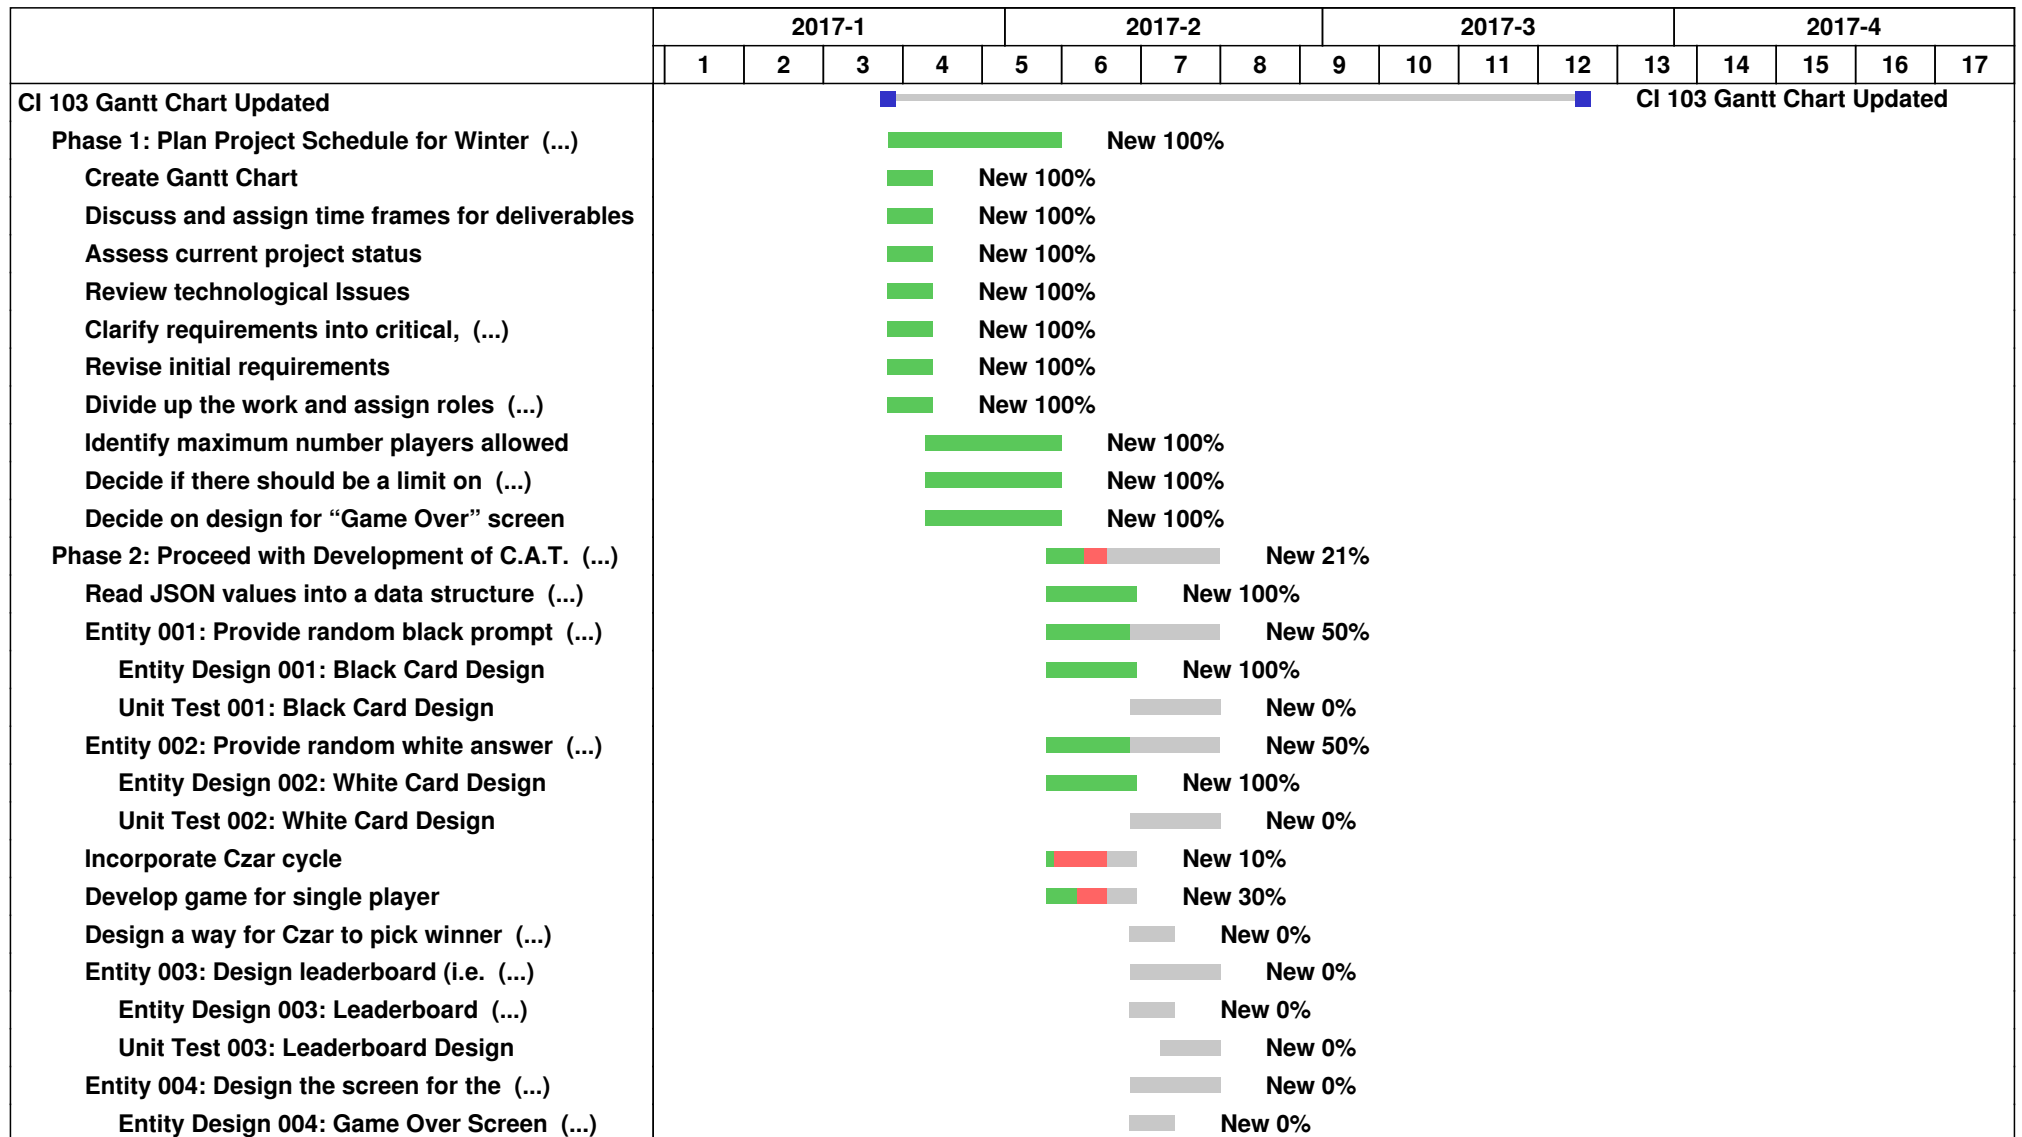 2017-1 2017-2 2017-3 2017-4
1 2 3 4 5 6 7 8 9 10 11 12 13 14 15 16 17
CI 103 Gantt Chart Updated CI 103 Gantt Chart Updated
Phase 1: Plan Project Schedule for Winter (...) New 100%
Create Gantt Chart New 100%
Discuss and assign time frames for deliverables New 100%
Assess current project status New 100%
Review technological Issues New 100%
Clarify requirements into critical, (...) New 100%
Revise initial requirements New 100%
Divide up the work and assign roles (...) New 100%
Identify maximum number players allowed New 100%
Decide if there should be a limit on (...) New 100%
Decide on design for “Game Over” screen New 100%
Phase 2: Proceed with Development of C.A.T. (...) New 21%
Read JSON values into a data structure (...) New 100%
Entity 001: Provide random black prompt (...) New 50%
Entity Design 001: Black Card Design New 100%
Unit Test 001: Black Card Design New 0%
Entity 002: Provide random white answer (...) New 50%
Entity Design 002: White Card Design New 100%
Unit Test 002: White Card Design New 0%
Incorporate Czar cycle New 10%
Develop game for single player New 30%
Design a way for Czar to pick winner (...) New 0%
Entity 003: Design leaderboard (i.e. (...) New 0%
Entity Design 003: Leaderboard (...) New 0%
Unit Test 003: Leaderboard Design New 0%
Entity 004: Design the screen for the (...) New 0%
Entity Design 004: Game Over Screen (...) New 0%